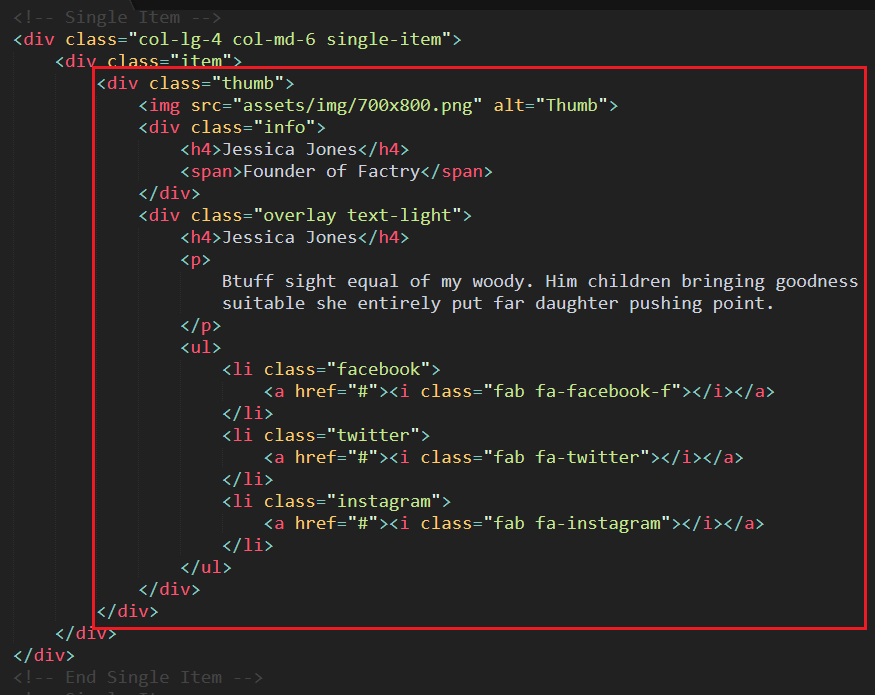 <!-- Single Item -->
<div class="col-lg-4 col-md-6 single-item">
<div class="item">
<div class="thumb">
<img src="assets/img/700x800.png" alt="Thumb">
<div class="info">
<h4>Jessica Jones</h4>
<span>Founder of Factry</span>
</div>
<div class="overlay text-light">
<h4>Jessica Jones</h4>
<p>
Btuff sight equal of my woody. Him children bringing goodness
suitable she entirely put far daughter pushing point.
</p>
<ul>
<li class="facebook">
<a href="#"><i class="fab fa-facebook-f"></i></a>
</li>
<li class="twitter">
<a href="#"><i class="fab fa-twitter"></i></a>
</li>
<li class="instagram">
<a href="#"><i class="fab fa-instagram"></i></a>
</li>
</ul>
</div>
</div>
</div>
</div>
<!-- End Single Item -->